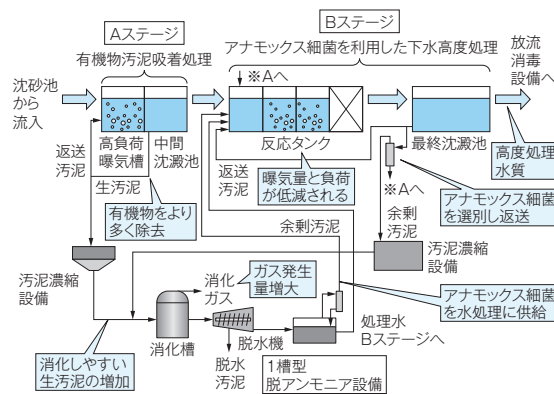 Aステージ
有機物汚泥吸着処理
Bステージ
アナモックス細菌を利用した下水高度処理
放流
消毒
設備へ
沈砂池
から
流入
※Aへ
高負荷
曝気槽
中間
沈澱池
反応タンク
最終沈澱池
高度処理
水質
返送
汚泥
生汚泥
返送
汚泥
曝気量と負荷
が低減される
※Aへ
アナモックス細菌
を選別し返送
有機物をより
多く除去
余剰汚泥
余剰
汚泥
汚泥濃縮
設備
汚泥濃縮
設備
消化
ガス
ガス発生
量増大
アナモックス細菌
を水処理に供給
消化槽
脱水機
処理水
Bステージへ
消化しやすい
生汚泥の増加
脱水
汚泥
1槽型
脱アンモニア設備